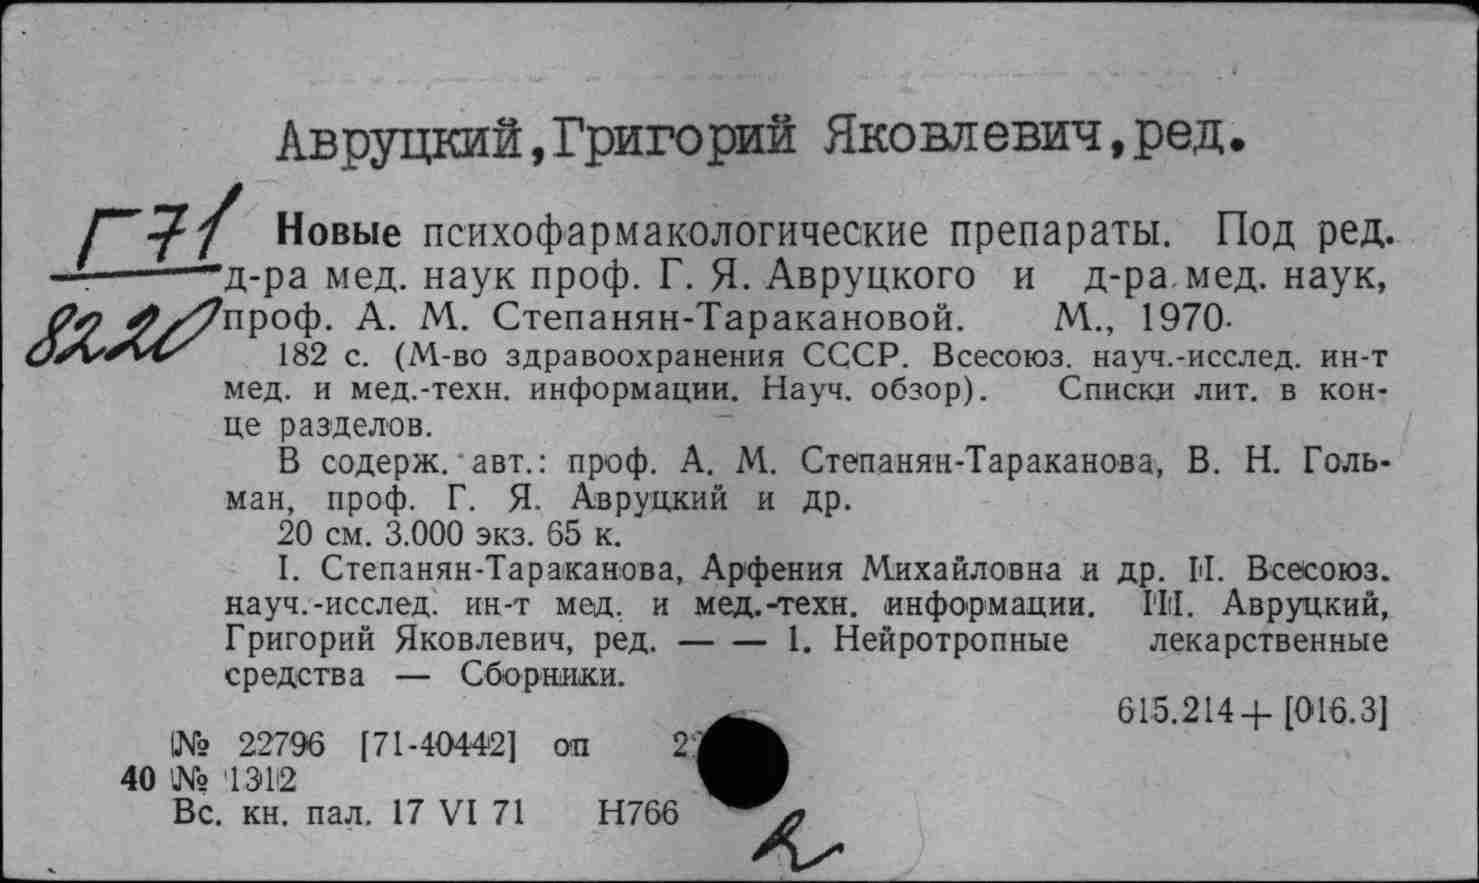 Авруцкий,Григорий Яковлевич,ред.
Г71
8220
Новые психофармакологические препараты. Под ред.
д-ра мед. наук проф. Г. Я. Авруцкого и д-ра мед. наук,
проф. А. М. Степанян-Таракановой. М., 1970.
182 с. (М-во здравоохранения СССР. Всесоюз. науч.-исслед. ин-т
мед. и мед.-техн. информации. Науч. обзор). Списки лит. в кон-
це разделов.
В содерж. авт.: проф. А. М. Степанян-Тараканова, В. Н. Голь-
ман, проф. Г. Я. Авруцкий и др.
20 см. 3.000 экз. 65 к.
I. Степанян-Тараканова, Арфения Михайловна и др. II. Всесоюз.
науч.-исслед. ин-т мед. и мед.-техн. информации. III. Авруцкий,
Григорий Яковлевич, ред. — — 1. Нейротропные лекарственные
средства — Сборники.
615.214+[016.3]
№ 22796 [71-40442] оп
40 № 1312
Вс. кн. пал. 17 VI 71 Н766